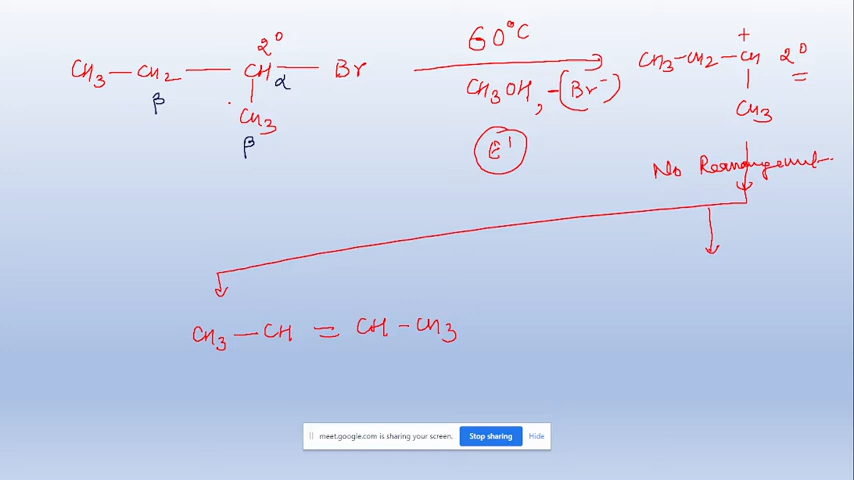 CH3 — CH2 — CH — Br
2°
α
β
CH3
β
60°C
CH3OH, -(Br-)
E1
CH3-CH2-CH 2°
+
CH3
No Rearrangement
CH3 — CH = CH - CH3
meet.google.com is sharing your screen. Stop sharing Hide